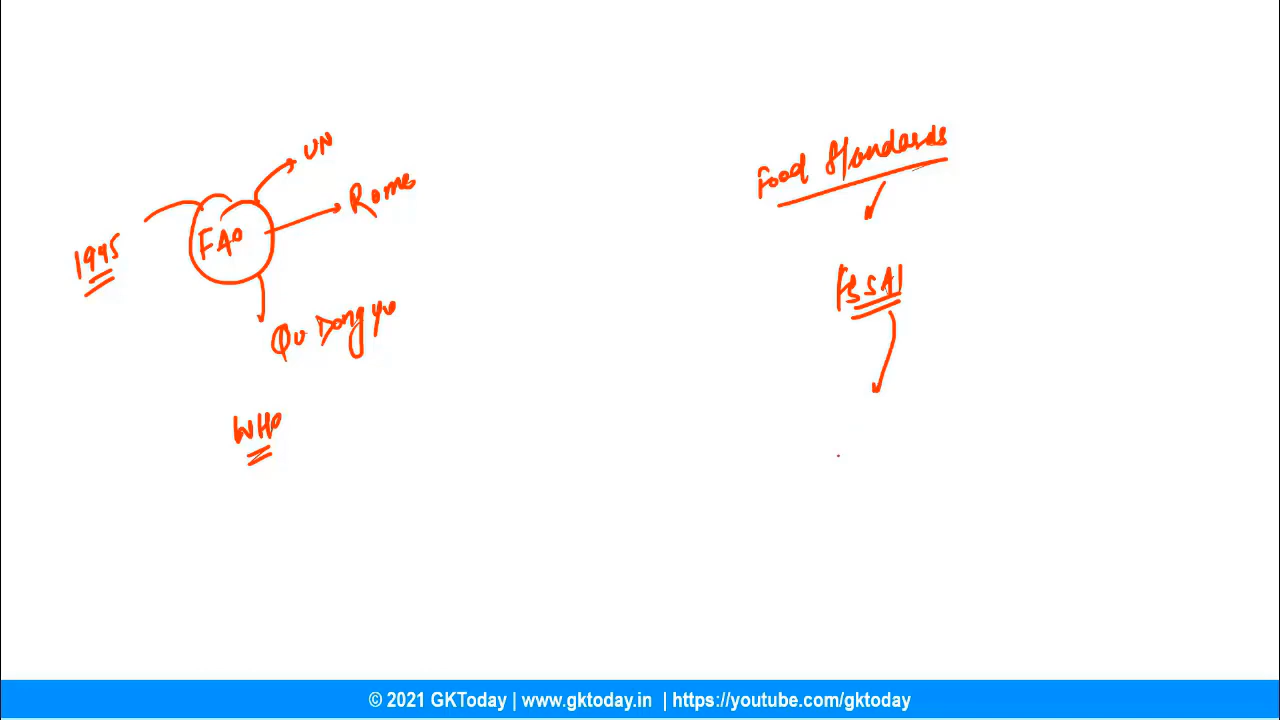 UN
Rome
FAO
1945
Qu Dongyu
WHO
Food Standards
FSSAI
© 2021 GKToday | www.gktoday.in | https://youtube.com/gktoday